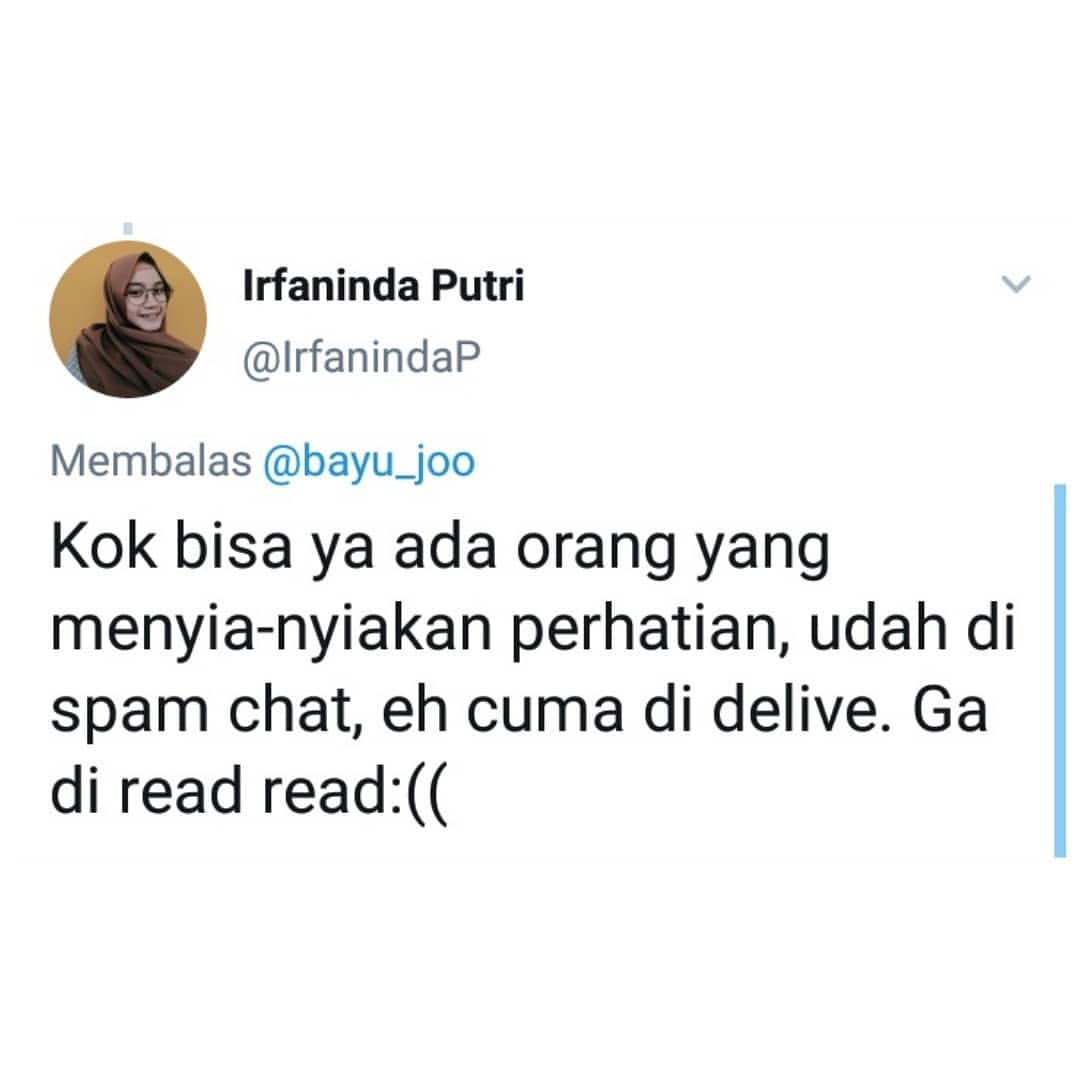 Irfaninda Putri
@IrfanindaP
Membalas @bayu_joo
Kok bisa ya ada orang yang
menyia-nyiakan perhatian, udah di
spam chat, eh cuma di delive. Ga
di read read:((